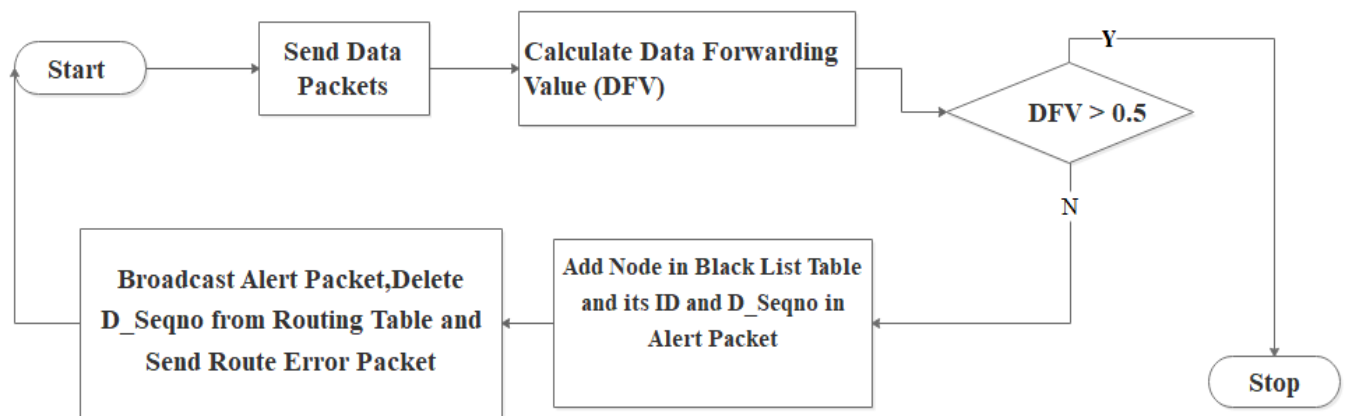 Start
Send Data
Packets
Calculate Data Forwarding
Value (DFV)
DFV > 0.5
Y
N
Add Node in Black List Table
and its ID and D_Seqno in
Alert Packet
Broadcast Alert Packet,Delete
D_Seqno from Routing Table and
Send Route Error Packet
Stop